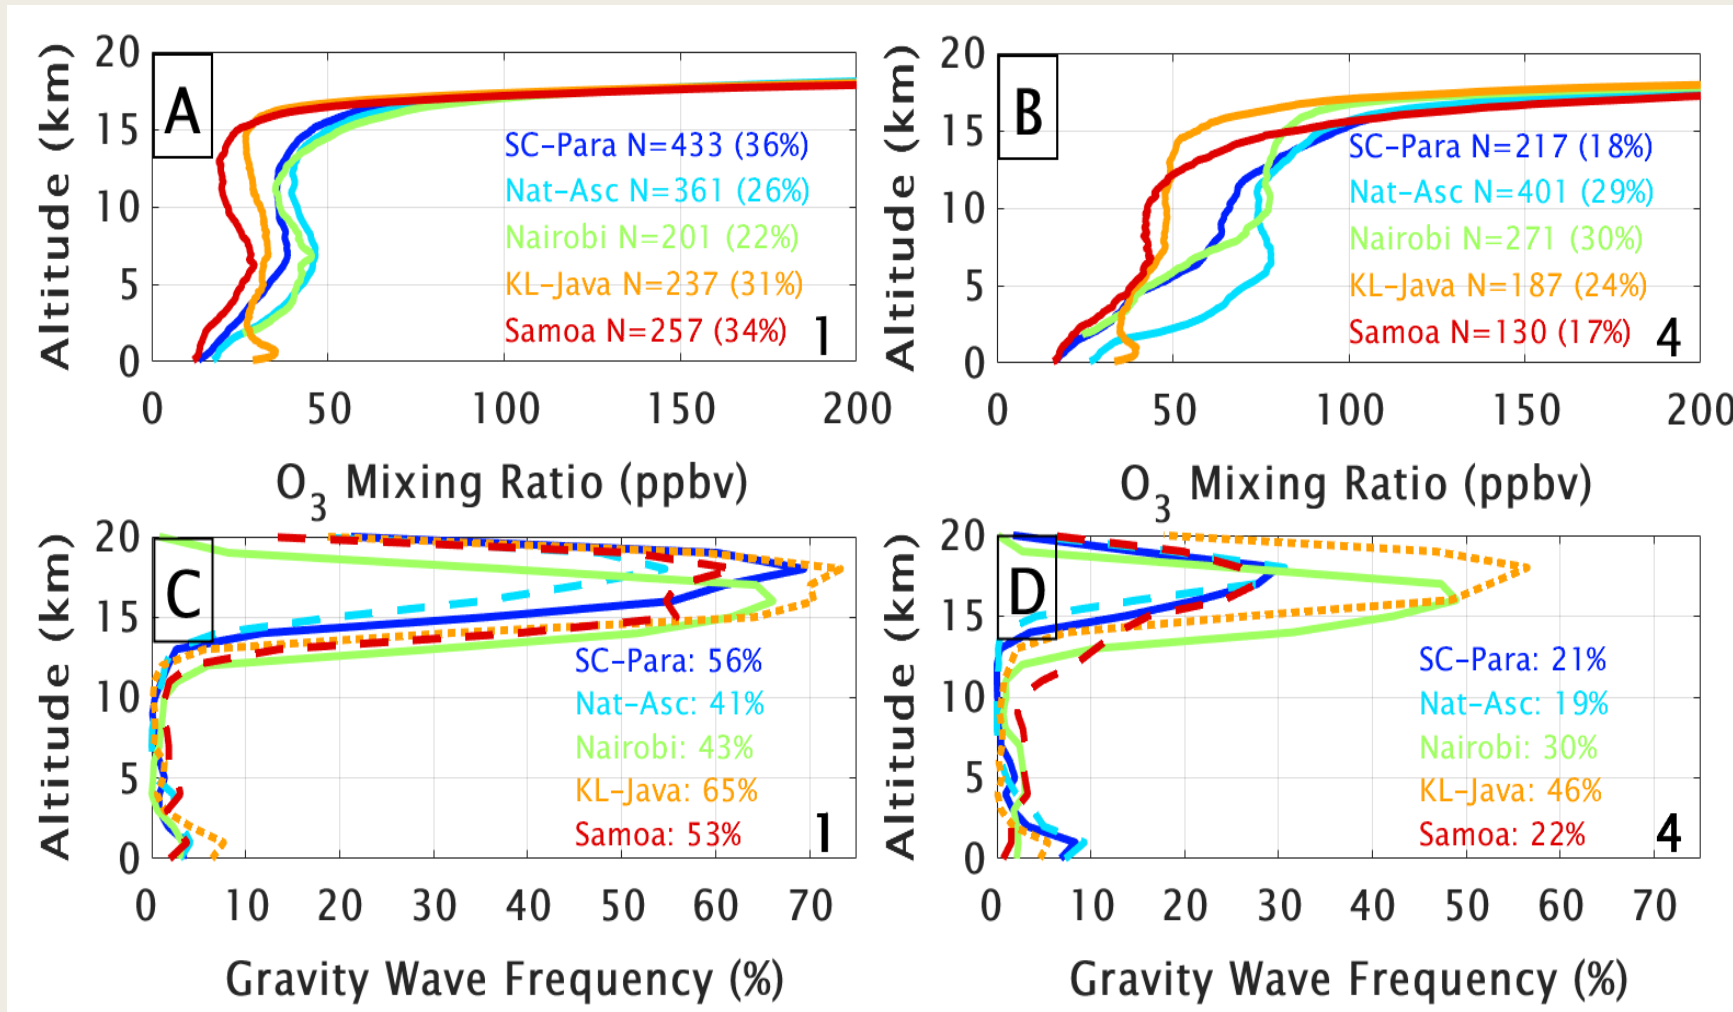 Altitude (km)
20
15
10
5
0
A
SC-Para N=433 (36%)
Nat-Asc N=361 (26%)
Nairobi N=201 (22%)
KL-Java N=237 (31%)
Samoa N=257 (34%)
1
0 50 100 150 200
O3 Mixing Ratio (ppbv)
Altitude (km)
20
15
10
5
0
B
SC-Para N=217 (18%)
Nat-Asc N=401 (29%)
Nairobi N=271 (30%)
KL-Java N=187 (24%)
Samoa N=130 (17%)
4
0 50 100 150 200
O3 Mixing Ratio (ppbv)
Altitude (km)
20
15
10
5
0
C
SC-Para: 56%
Nat-Asc: 41%
Nairobi: 43%
KL-Java: 65%
Samoa: 53%
1
0 10 20 30 40 50 60 70
Gravity Wave Frequency (%)
Altitude (km)
20
15
10
5
0
D
SC-Para: 21%
Nat-Asc: 19%
Nairobi: 30%
KL-Java: 46%
Samoa: 22%
4
0 10 20 30 40 50 60 70
Gravity Wave Frequency (%)